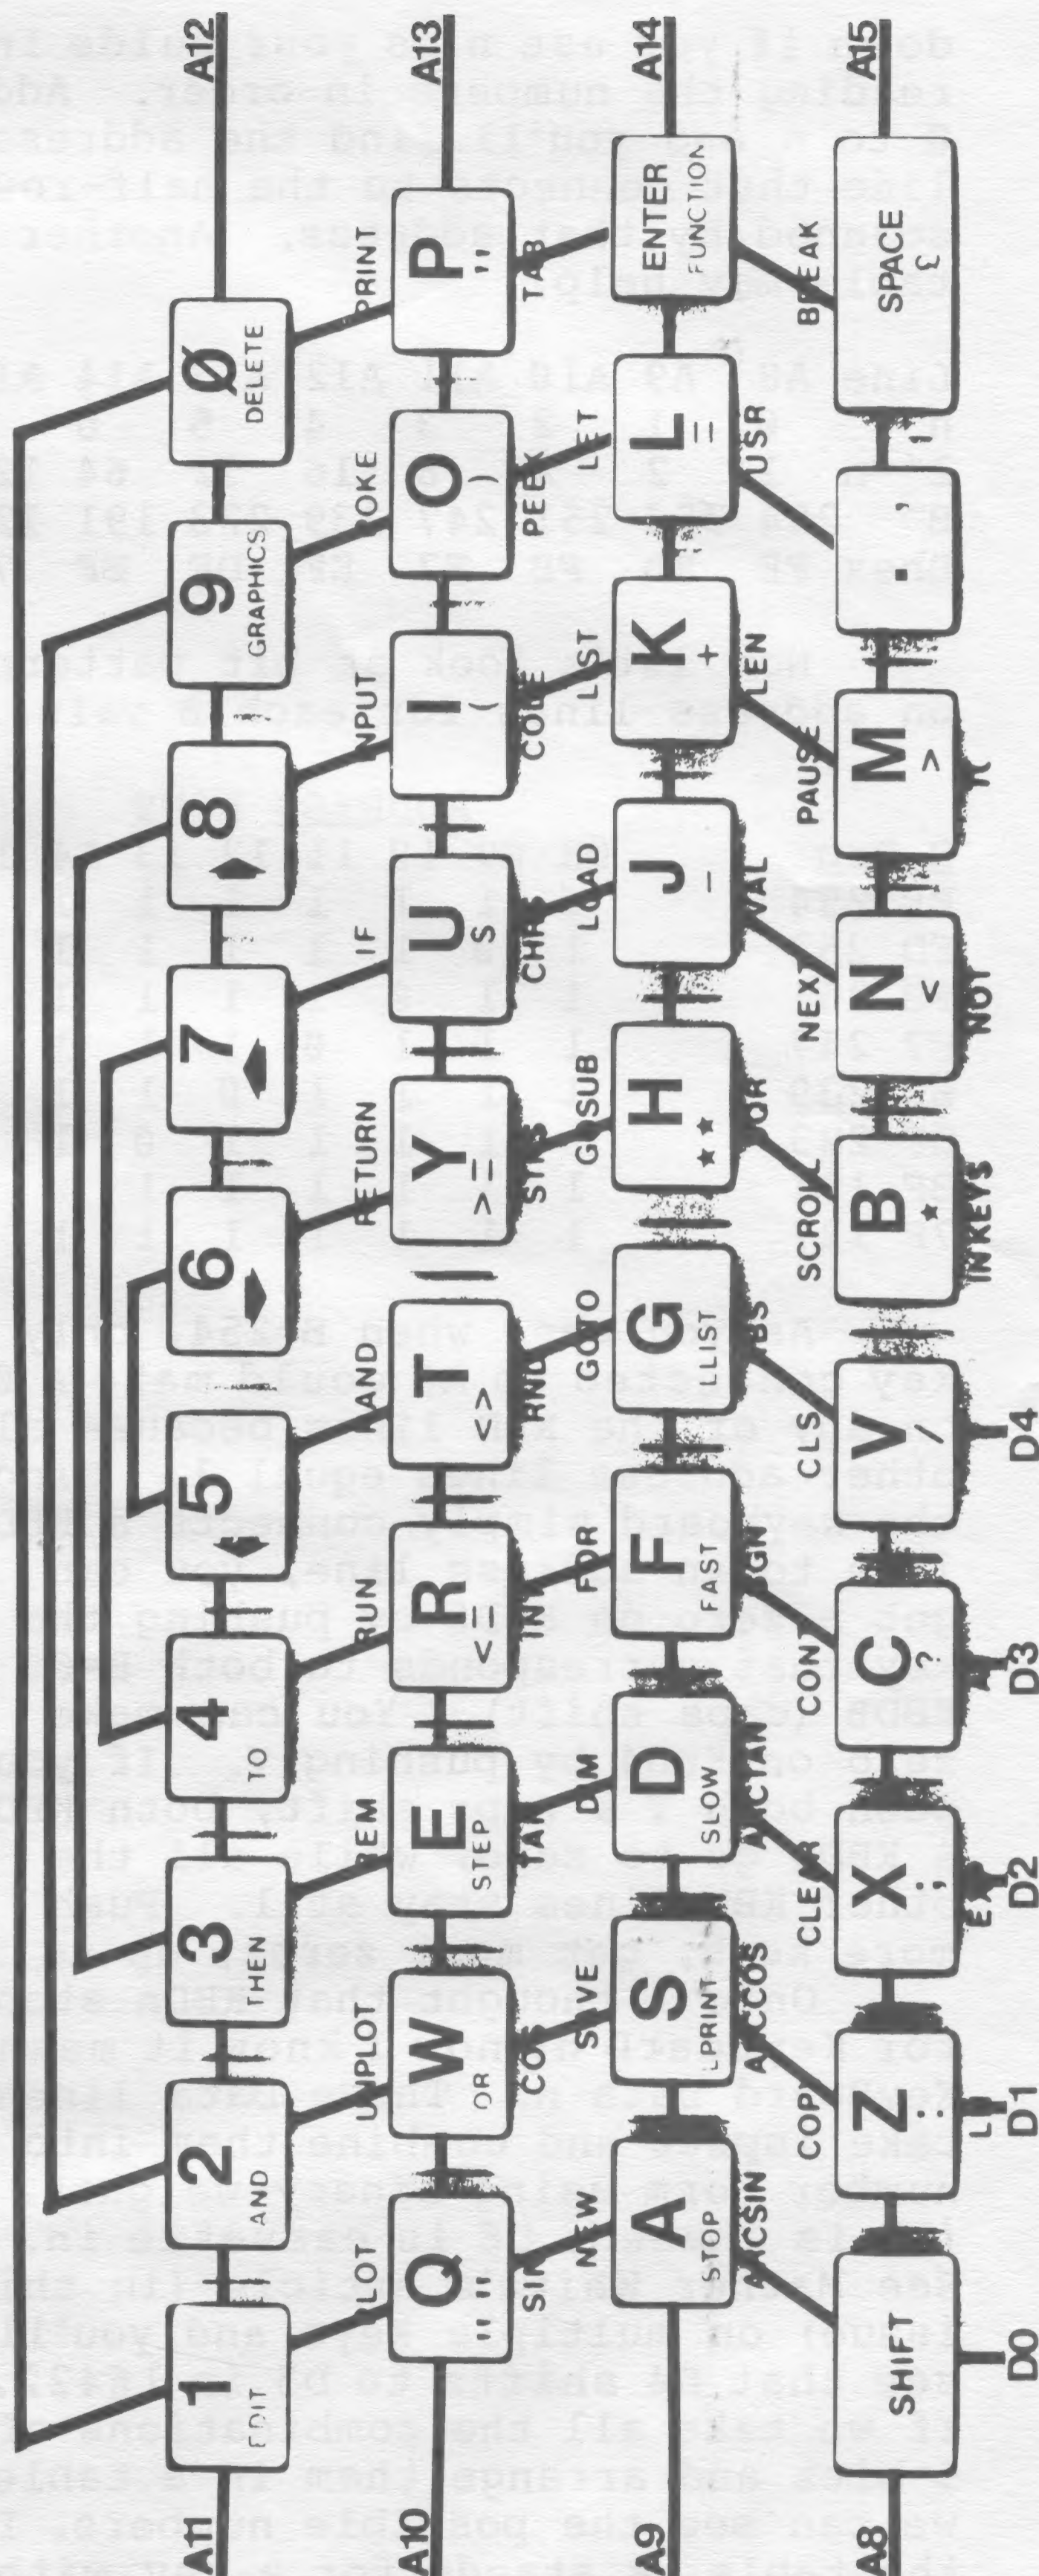 A11 1 2 3 4 5 6 7 8 9 Ø A12
EDIT AND THEN TO GRAPHICS DELETE
PLOT UNPLOT REM RUN RAND RETURN IF INPUT POKE PRINT
A10 Q W E R T Y U I O P A13
"" OR STEP <= <> >= S ( ) "
SIN COS TAN INT RND STRS CHRS CODE PEEK TAB
NEW SAVE DIM FOR GOTO GOSUB LOAD LIST LET
A9 A S D F G H J K L ENTER A14
STOP LPRINT SLOW FAST LLIST ★★ − + = FUNCTION
ARCSIN ARCCOS ARCTAN SGN ABS SQR VAL LEN USR
COPY CLEAR CONT CLS SCROLL NEXT PAUSE BREAK
A8 SHIFT Z X C V B N M . SPACE A15
: ; ? / ★ < > , £
LN EXP INKEYS NOT π
D0 D1 D2 D3 D4